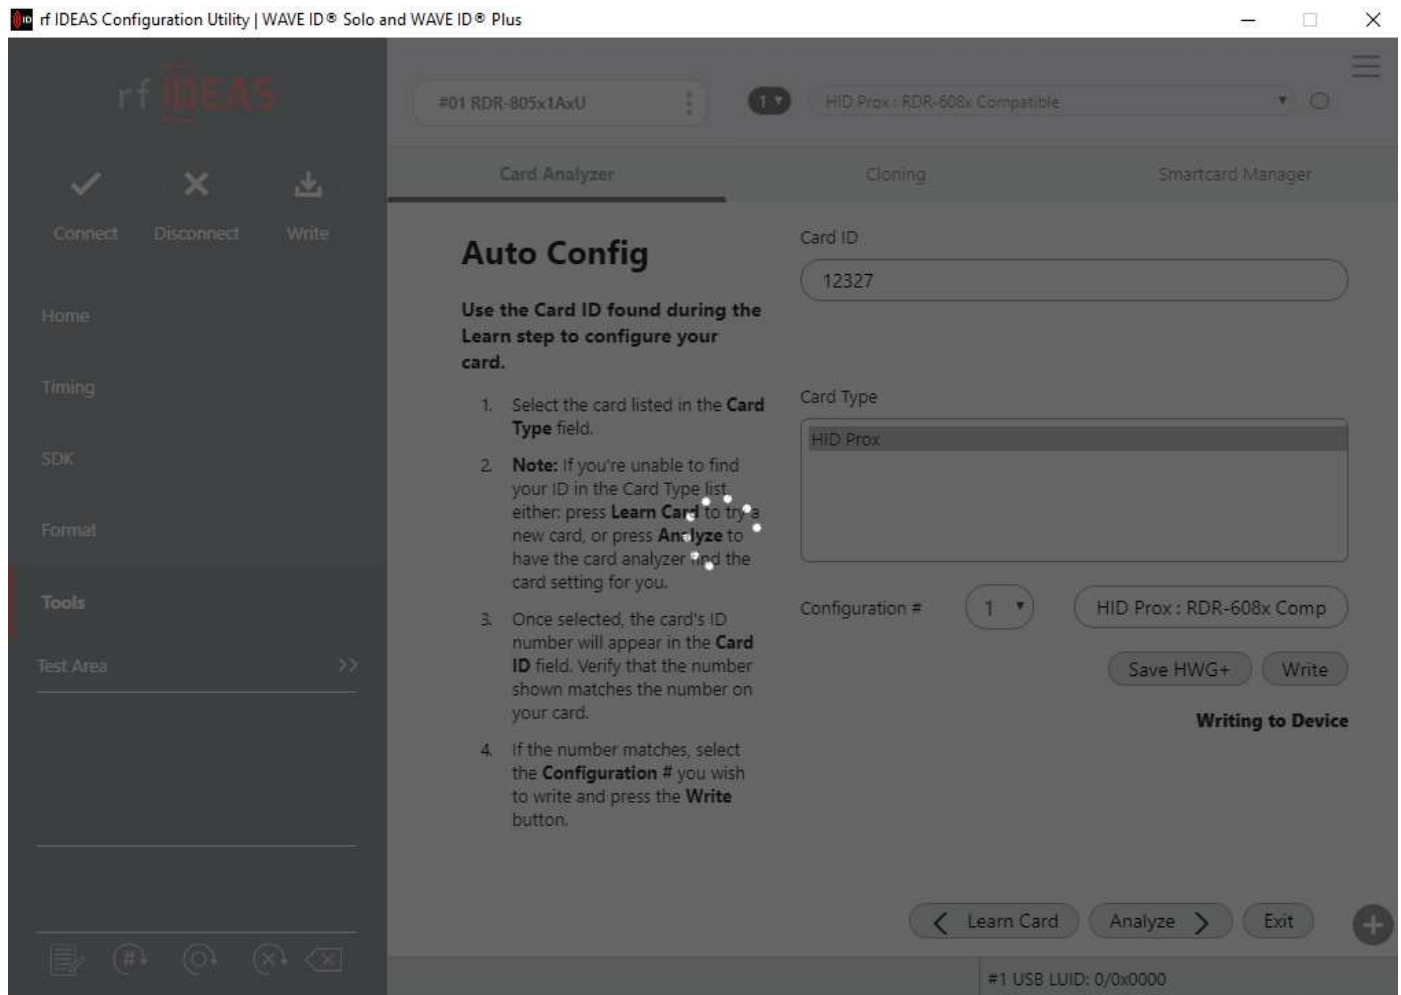 rf IDEAS Configuration Utility | WAVE ID® Solo and WAVE ID® Plus
rf IDEAS
#01 RDR-805x1AxU
1
HID Prox : RDR-608x Compatible
Connect
Disconnect
Write
Card Analyzer
Cloning
Smartcard Manager
Home
Timing
SDK
Format
Tools
Test Area >>
Auto Config
Use the Card ID found during the
Learn step to configure your
card.
1. Select the card listed in the Card
Type field.
2. Note: If you're unable to find
your ID in the Card Type list
either: press Learn Card to try a
new card, or press Analyze to
have the card analyzer find the
card setting for you.
3. Once selected, the card's ID
number will appear in the Card
ID field. Verify that the number
shown matches the number on
your card.
4. If the number matches, select
the Configuration # you wish
to write and press the Write
button.
Card ID
12327
Card Type
HID Prox
Configuration #
1
HID Prox : RDR-608x Comp
Save HWG+
Write
Writing to Device
Learn Card
Analyze
Exit
#1 USB LUID: 0/0x0000